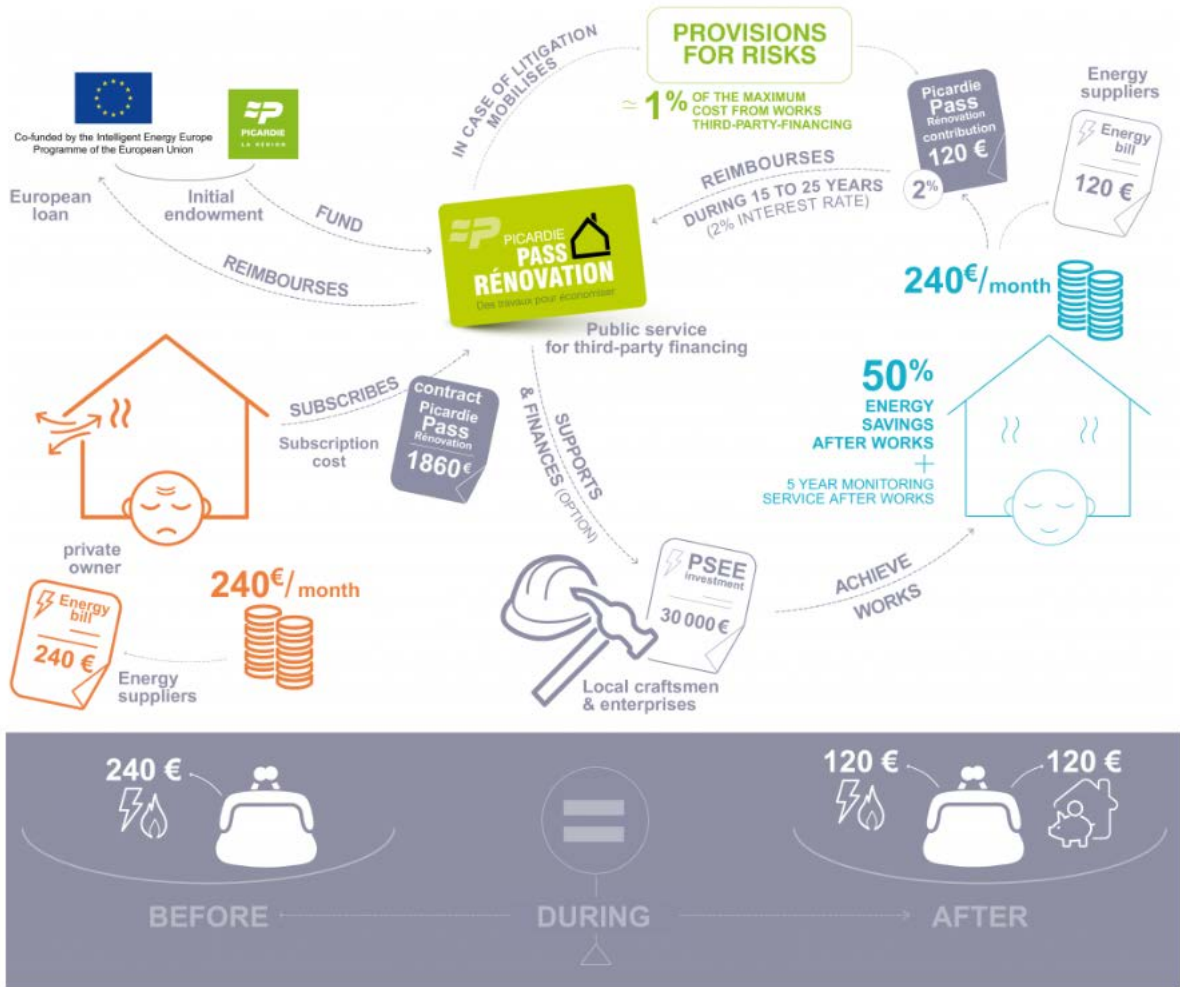 IN CASE OF LITIGATION
MOBILISES
PROVISIONS
FOR RISKS
≃ 1% OF THE MAXIMUM
COST FROM WORKS
THIRD-PARTY-FINANCING
Picardie
Pass
Rénovation
contribution
120 €
2%
Energy
suppliers
Energy
bill
120 €
PICARDIE
LA RÉGION
Co-funded by the Intelligent Energy Europe
Programme of the European Union
European
loan
Initial
endowment
FUND
REIMBOURSES
REIMBOURSES
DURING 15 TO 25 YEARS
(2% INTEREST RATE)
PICARDIE
PASS
RÉNOVATION
Des travaux pour économiser
Public service
for third-party financing
240€/month
50%
ENERGY
SAVINGS
AFTER WORKS
+
5 YEAR MONITORING
SERVICE AFTER WORKS
SUBSCRIBES
Subscription
cost
contract
Picardie
Pass
Rénovation
1860€
SUPPORTS
& FINANCES (OPTION)
private
owner
240€/month
Energy
bill
240 €
Energy
suppliers
PSEE
investment
30 000 €
Local craftsmen
& enterprises
ACHIEVE
WORKS
240 €
120 €
120 €
BEFORE
DURING
AFTER